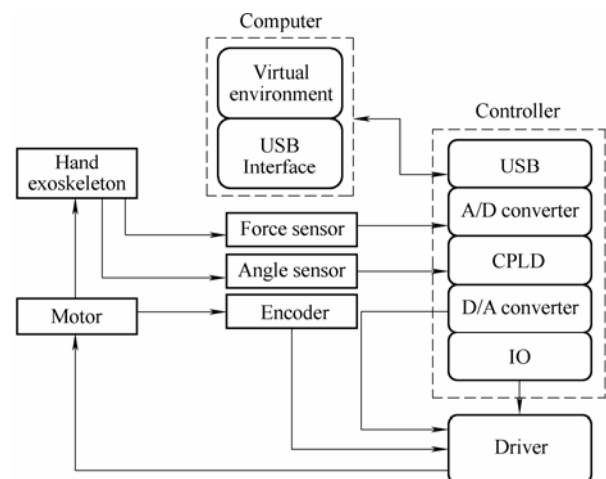 Computer
Virtual
environment
USB
Interface
Controller
USB
A/D converter
CPLD
D/A converter
IO
Hand
exoskeleton
Force sensor
Angle sensor
Encoder
Motor
Driver